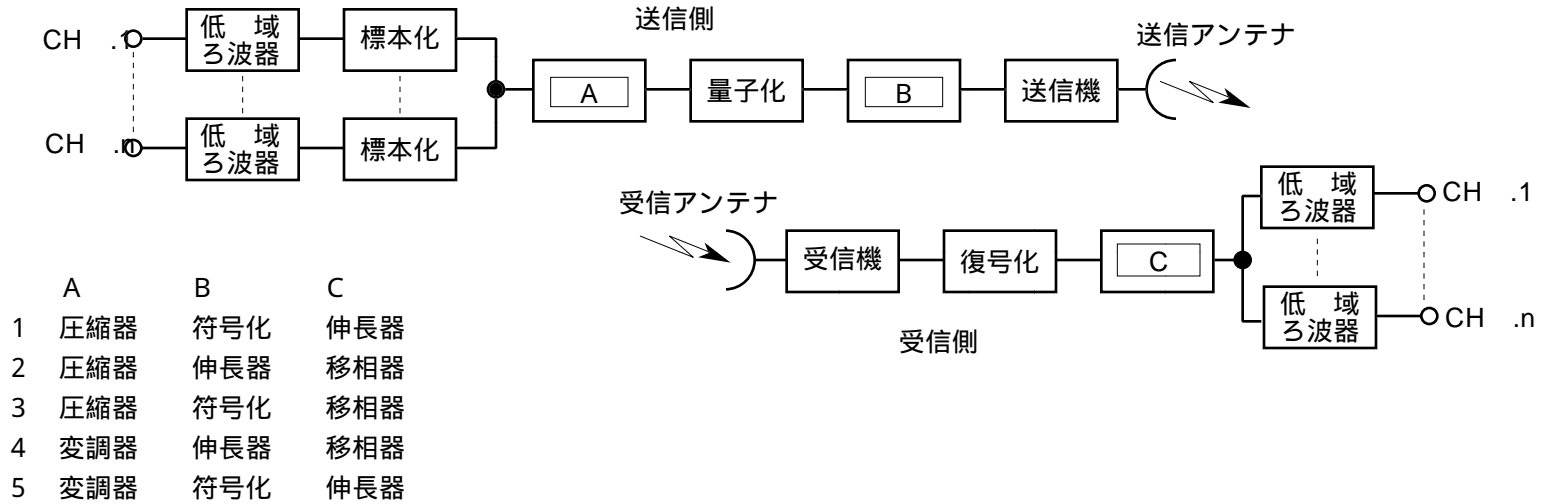 送信側
送信アンテナ
CH .1
低 域
ろ波器
標本化
A
量子化
B
送信機
CH .n
低 域
ろ波器
標本化
受信アンテナ
受信機
復号化
C
低 域
ろ波器
CH .1
低 域
ろ波器
CH .n
受信側
A B C
1 圧縮器 符号化 伸長器
2 圧縮器 伸長器 移相器
3 圧縮器 符号化 移相器
4 変調器 伸長器 移相器
5 変調器 符号化 伸長器